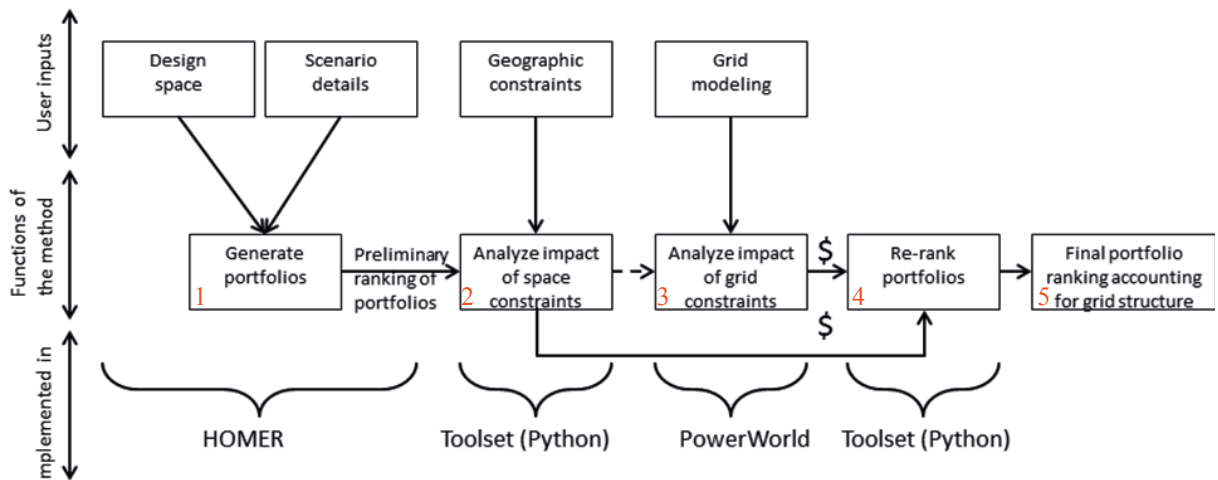 User inputs
Design
space
Scenario
details
Geographic
constraints
Grid
modeling
Functions of
the method
Generate
portfolios
1
Preliminary
ranking of
portfolios
Analyze impact
of space
constraints
2
Analyze impact
of grid
constraints
3
$
$
Re-rank
portfolios
4
Final portfolio
ranking accounting
for grid structure
5
mplemented in
HOMER
Toolset (Python)
PowerWorld
Toolset (Python)